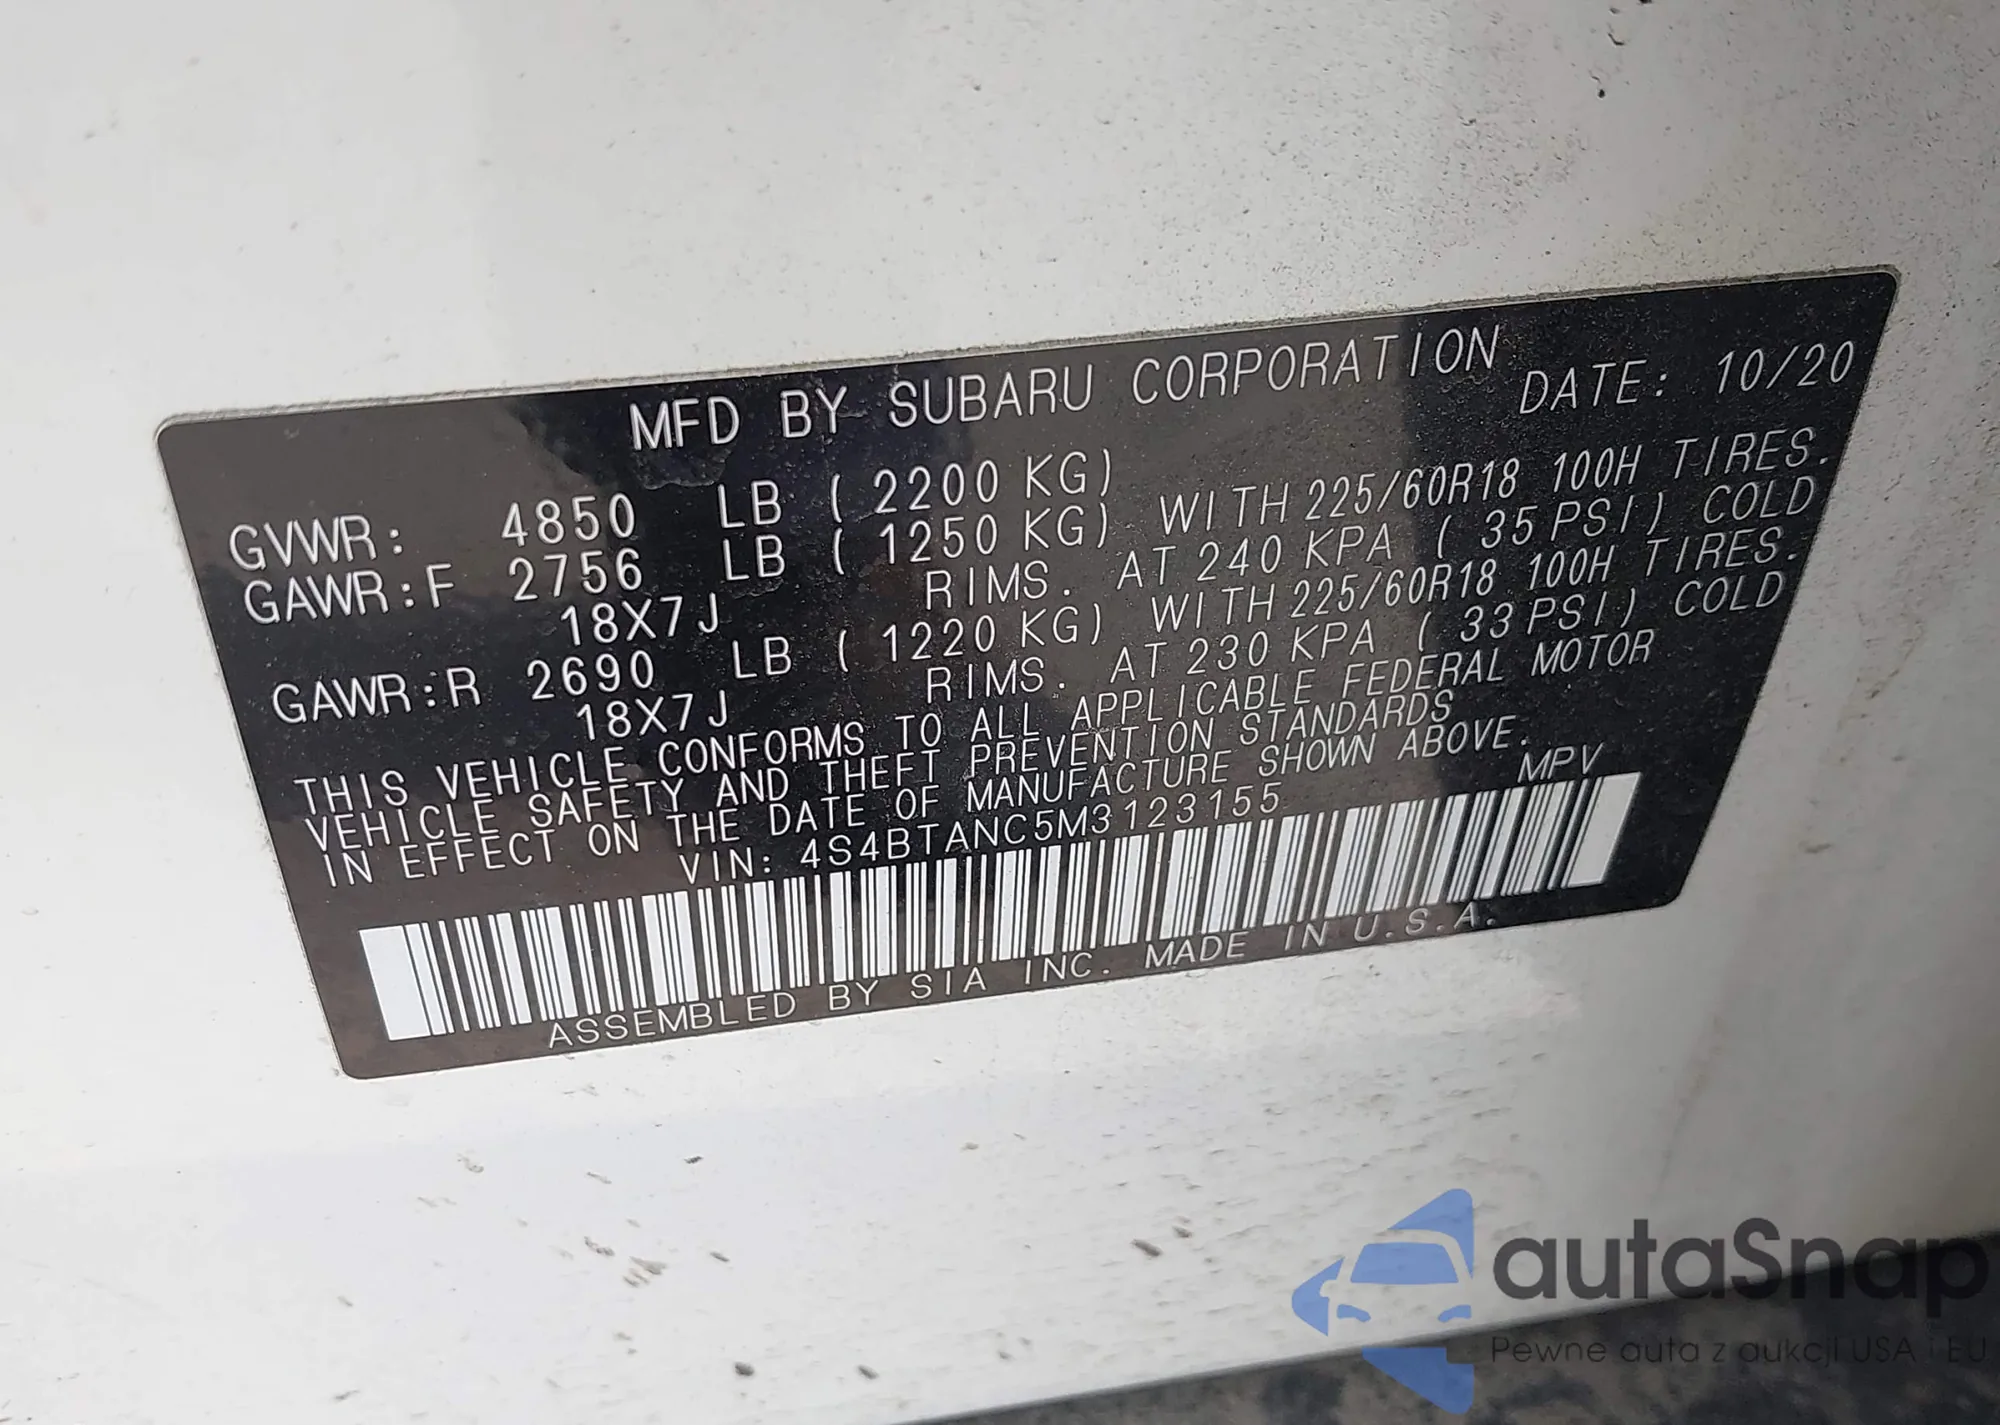 MFD BY SUBARU CORPORATION
DATE: 10/20
GVWR: 4850 LB ( 2200 KG)
GAWR:F 2756 LB ( 1250 KG) WITH 225/60R18 100H TIRES.
18X7J RIMS. AT 240 KPA ( 35 PSI) COLD
GAWR:R 2690 LB ( 1220 KG) WITH 225/60R18 100H TIRES.
18X7J RIMS. AT 230 KPA ( 33 PSI) COLD
THIS VEHICLE CONFORMS TO ALL APPLICABLE FEDERAL MOTOR
VEHICLE SAFETY AND THEFT PREVENTION STANDARDS
IN EFFECT ON THE DATE OF MANUFACTURE SHOWN ABOVE.
VIN: 4S4BTANC5M3123155 MPV
ASSEMBLED BY SIA INC. MADE IN U.S.A.
autaSnap
Pewne auta z aukcji USA i EU